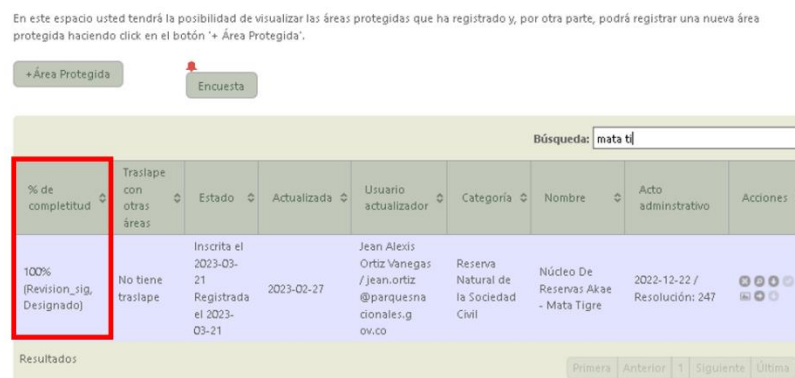 En este espacio usted tendrá la posibilidad de visualizar las áreas protegidas que ha registrado y, por otra parte, podrá registrar una nueva área
protegida haciendo click en el botón '+ Área Protegida'.
+Área Protegida
Encuesta
Búsqueda: mata ti
% de
completitud
Traslape
con
otras
áreas
Estado
Actualizada
Usuario
actualizador
Categoría
Nombre
Acto
adminstrativo
Acciones
100%
(Revision_sig,
Designado)
No tiene
traslape
Inscrita el
2023-03-
21
Registrada
el 2023-
03-21
2023-02-27
Jean Alexis
Ortiz Vanegas
/ jean.ortiz
@parquesna
cionales.g
ov.co
Reserva
Natural de
la Sociedad
Civil
Núcleo De
Reservas Akae
- Mata Tigre
2022-12-22 /
Resolución: 247
Resultados
Primera Anterior 1 Siguiente Última